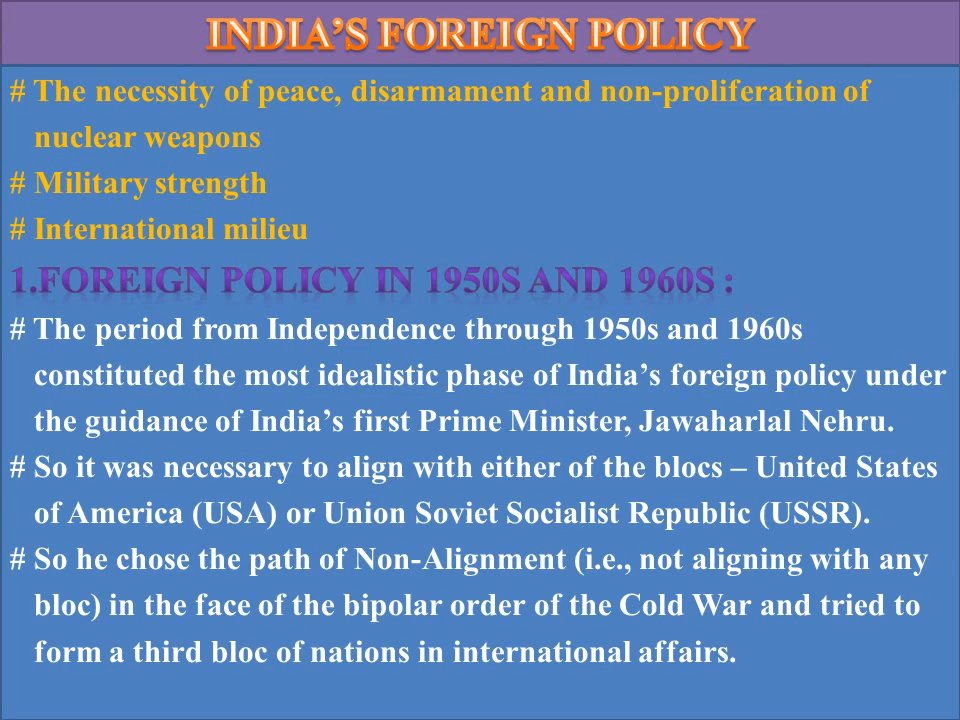 INDIA’S FOREIGN POLICY
# The necessity of peace, disarmament and non-proliferation of
nuclear weapons
# Military strength
# International milieu
1.FOREIGN POLICY IN 1950S AND 1960S :
# The period from Independence through 1950s and 1960s
constituted the most idealistic phase of India’s foreign policy under
the guidance of India’s first Prime Minister, Jawaharlal Nehru.
# So it was necessary to align with either of the blocs – United States
of America (USA) or Union Soviet Socialist Republic (USSR).
# So he chose the path of Non-Alignment (i.e., not aligning with any
bloc) in the face of the bipolar order of the Cold War and tried to
form a third bloc of nations in international affairs.